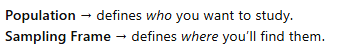 Population → defines who you want to study.
Sampling Frame → defines where you'll find them.